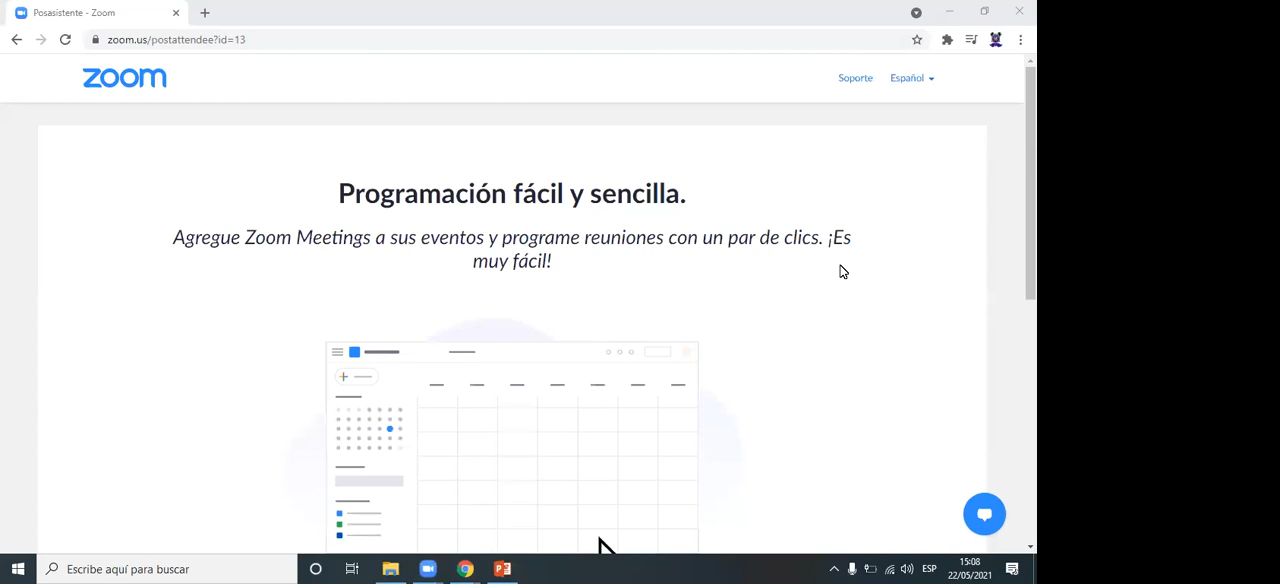 Posasistente - Zoom
zoom.us/postattendee?id=13
zoom
Soporte Español
Programación fácil y sencilla.
Agregue Zoom Meetings a sus eventos y programe reuniones con un par de clics. ¡Es
muy fácil!
Escribe aquí para buscar
ESP
15:08
22/05/2021